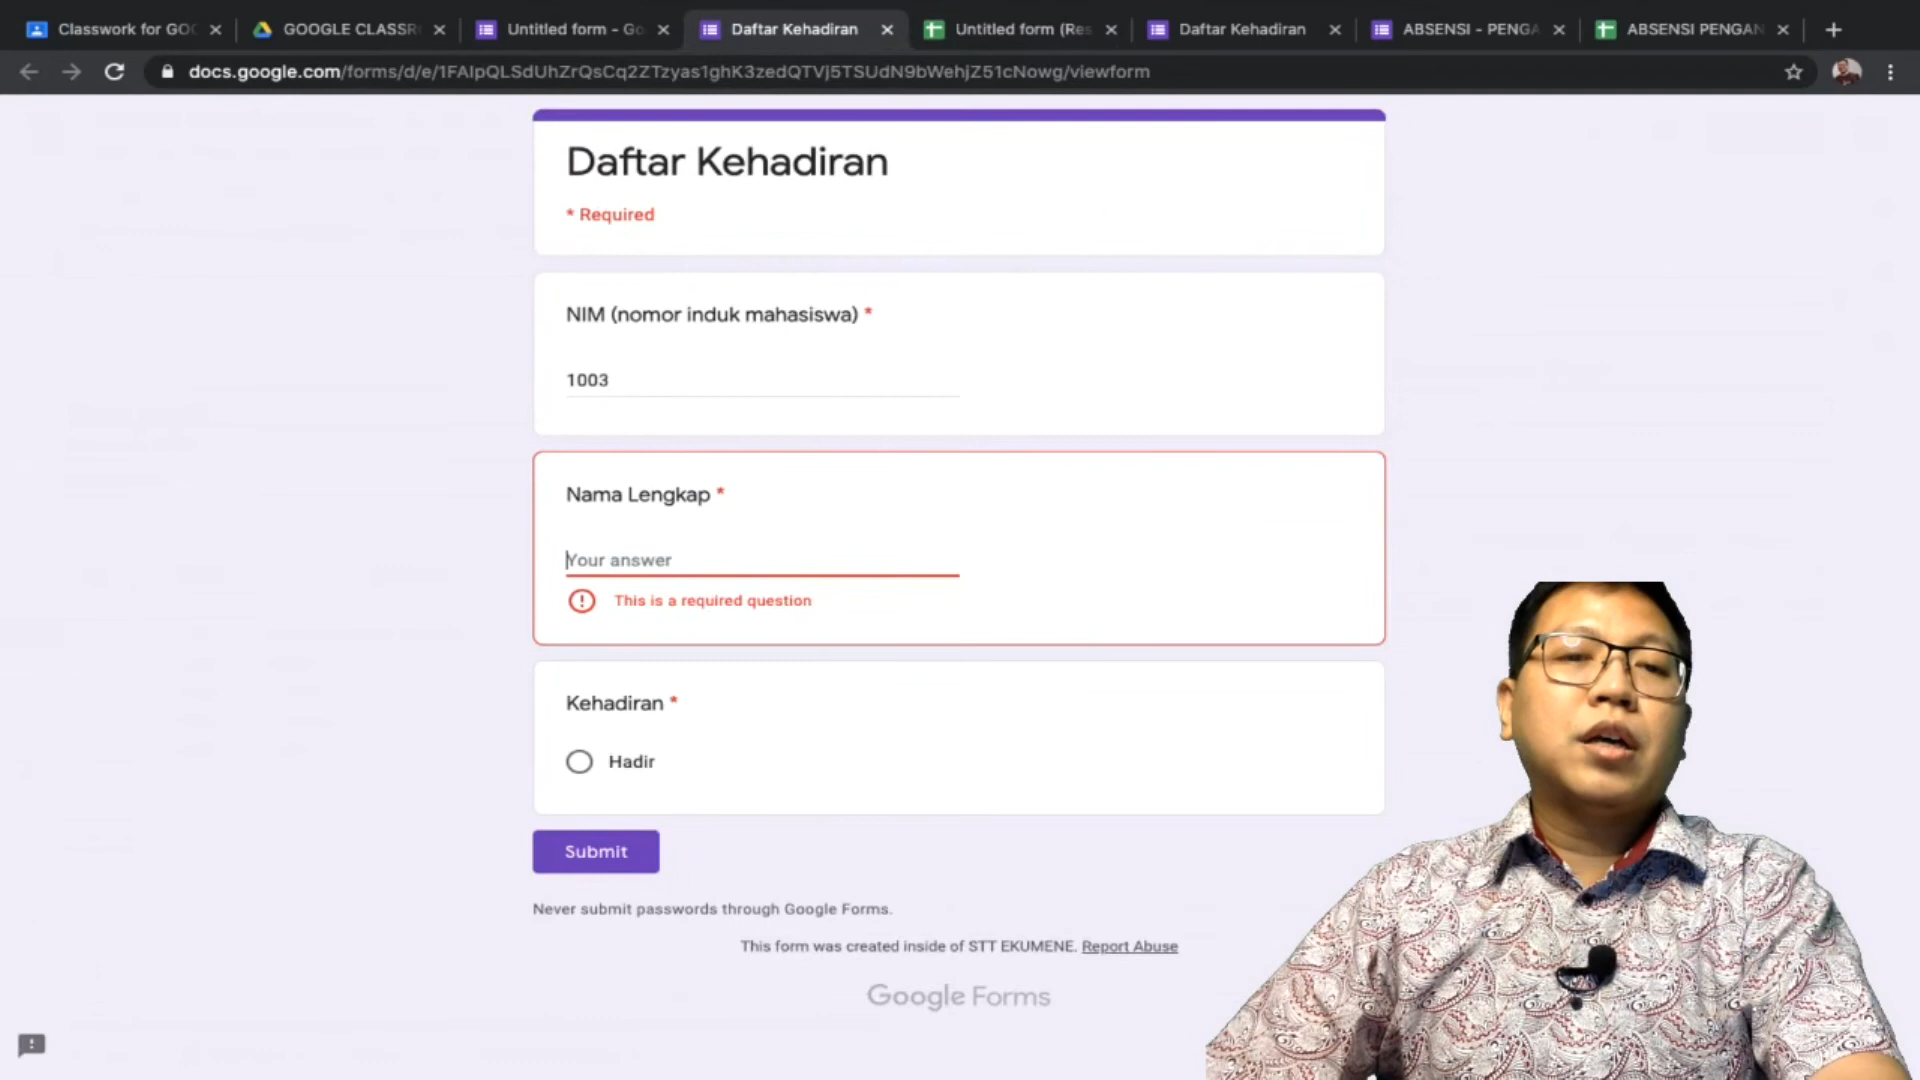 Classwork for GOO
GOOGLE CLASSR
Untitled form - Go
Daftar Kehadiran
Untitled form (Res
Daftar Kehadiran
ABSENSI - PENGA
ABSENSI PENGAN
docs.google.com/forms/d/e/1FAIpQLSdUhZrQsCq2ZTzyas1ghK3zedQTVj5TSUdN9bWehjZ51cNowg/viewform
Daftar Kehadiran
* Required
NIM (nomor induk mahasiswa) *
1003
Nama Lengkap *
Your answer
This is a required question
Kehadiran *
Hadir
Submit
Never submit passwords through Google Forms.
This form was created inside of STT EKUMENE. Report Abuse
Google Forms